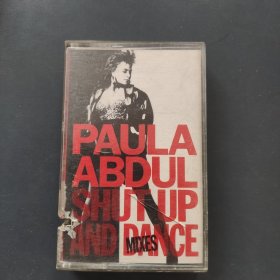 PAULA
ABDUL
SHUT UP
AND DANCE
MIXES